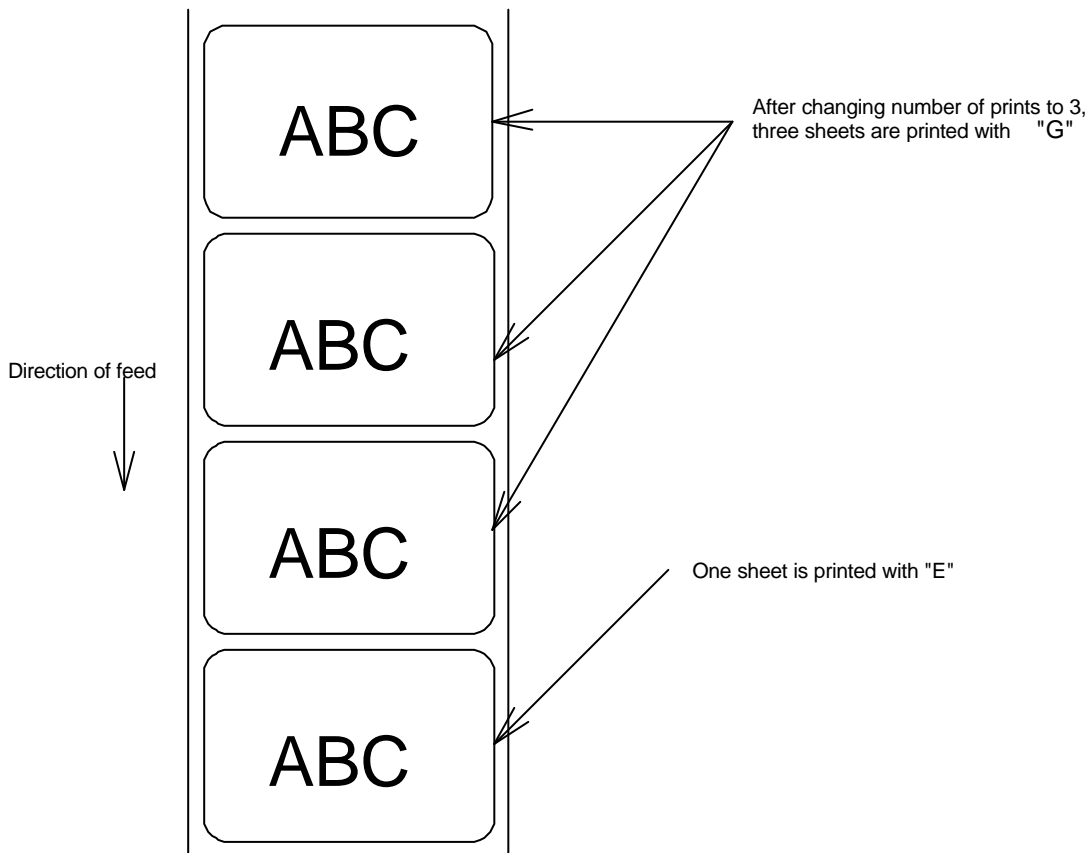 ABC
After changing number of prints to 3,
three sheets are printed with "G"
ABC
Direction of feed
ABC
One sheet is printed with "E"
ABC